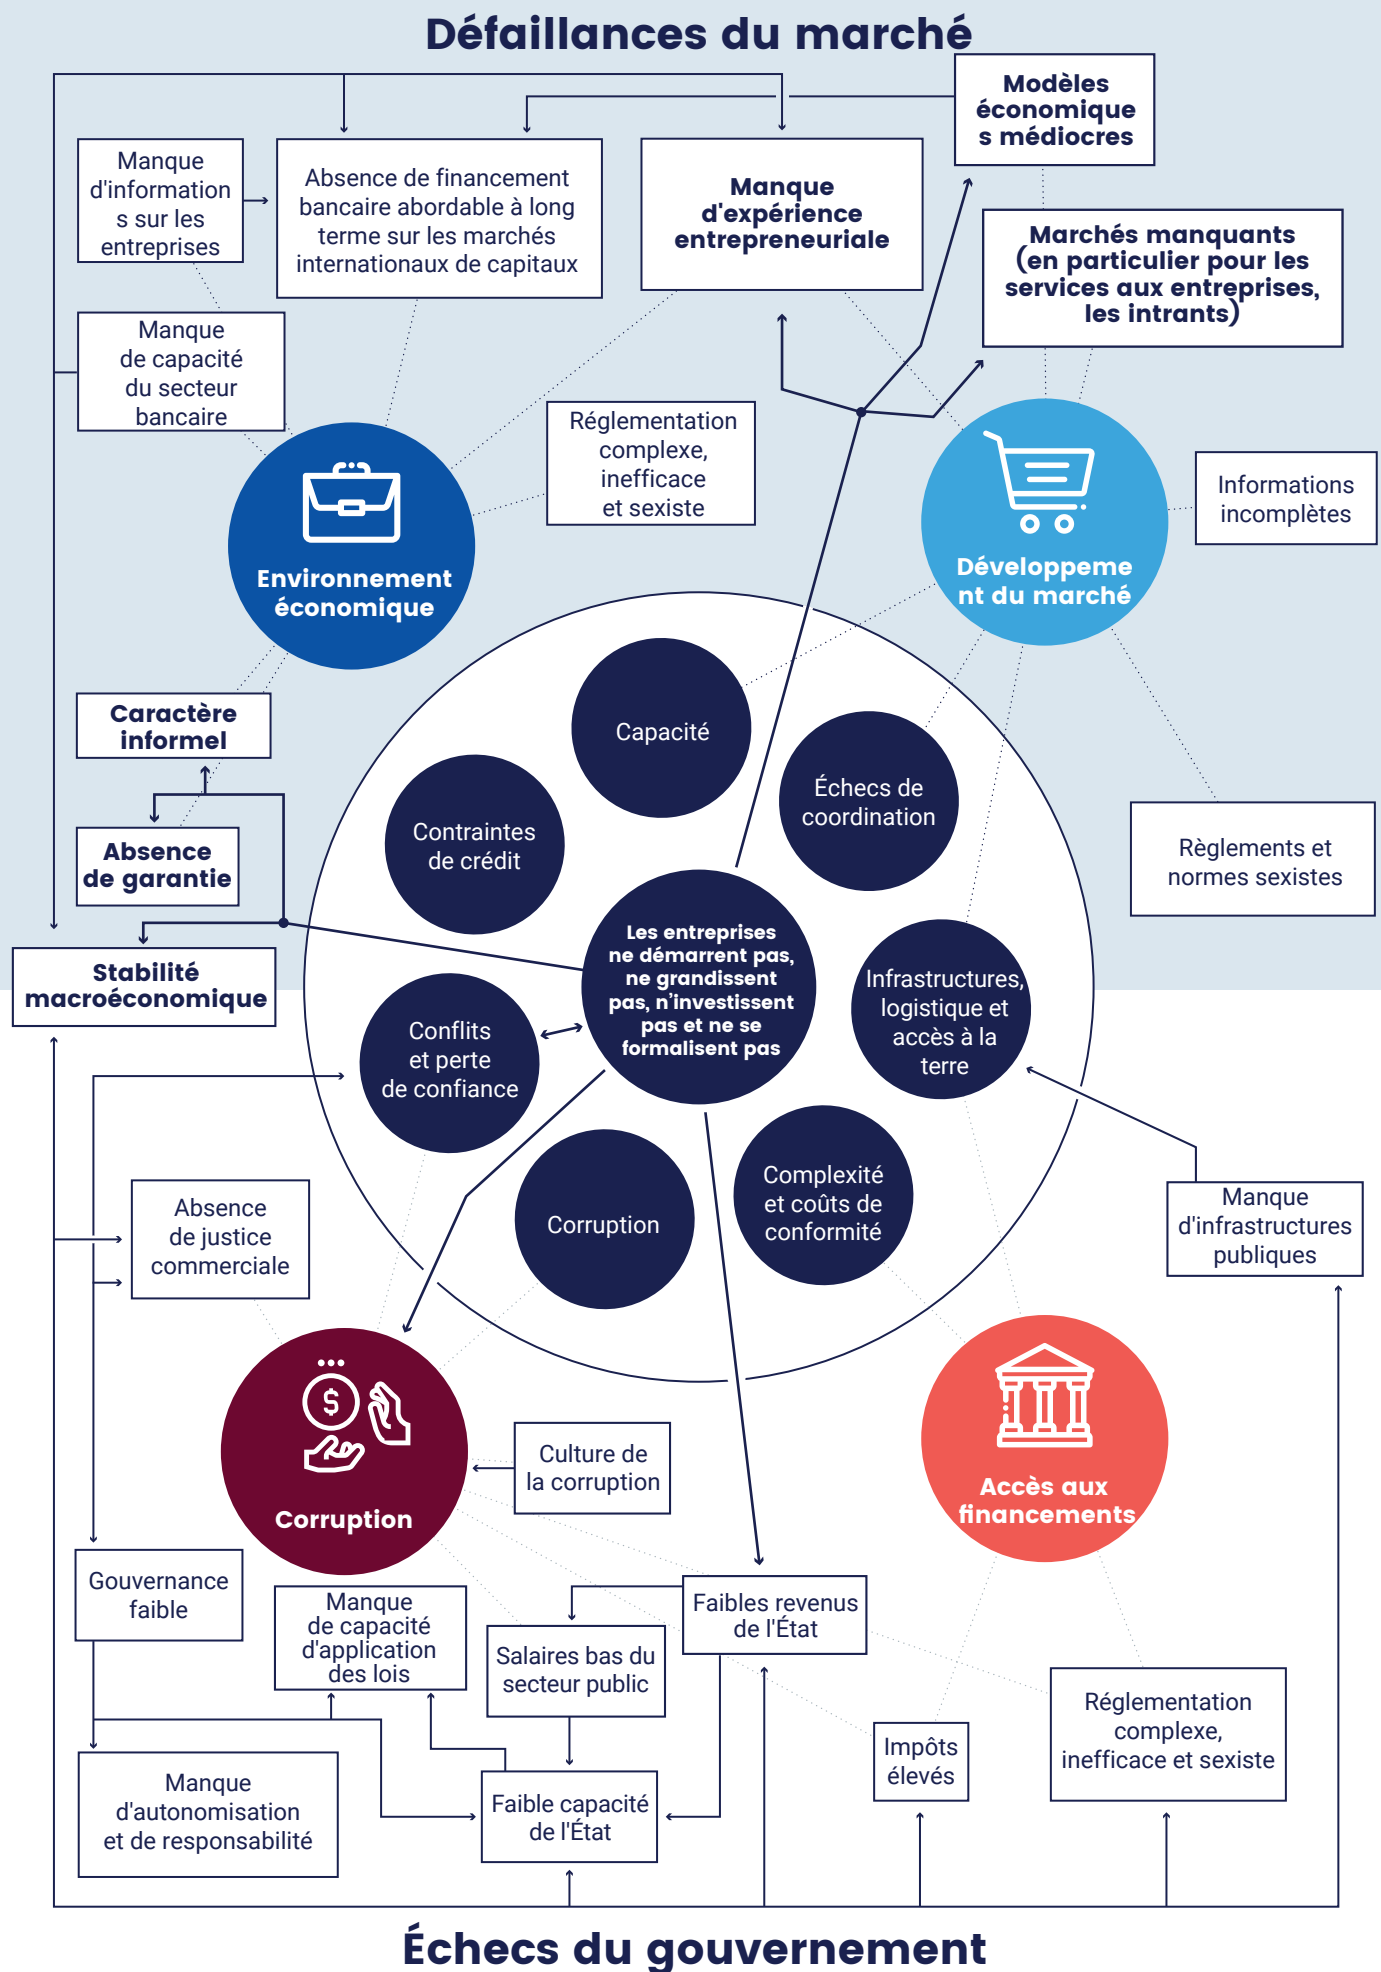 Défaillances du marché
Modèles
économique
s médiocres
Manque
d'information
s sur les
entreprises
Absence de financement
bancaire abordable à long
terme sur les marchés
internationaux de capitaux
Manque
d'expérience
entrepreneuriale
Marchés manquants
(en particulier pour les
services aux entreprises,
les intrants)
Manque
de capacité
du secteur
bancaire
Réglementation
complexe,
inefficace
et sexiste
Informations
incomplètes
Environnement
économique
Développeme
nt du marché
Caractère
informel
Capacité
Échecs de
coordination
Contraintes
de crédit
Absence
de garantie
Règlements et
normes sexistes
Stabilité
macroéconomique
Les entreprises
ne démarrent pas,
ne grandissent
pas, n’investissent
pas et ne se
formalisent pas
Infrastructures,
logistique et
accès à la
terre
Conflits
et perte
de confiance
Complexité
et coûts de
conformité
Corruption
Absence
de justice
commerciale
Manque
d'infrastructures
publiques
$
Corruption
Culture de
la corruption
Accès aux
financements
Gouvernance
faible
Manque
de capacité
d'application
des lois
Salaires bas du
secteur public
Faibles revenus
de l'État
Réglementation
complexe,
inefficace et sexiste
Impôts
élevés
Manque
d'autonomisation
et de responsabilité
Faible capacité
de l'État
Échecs du gouvernement